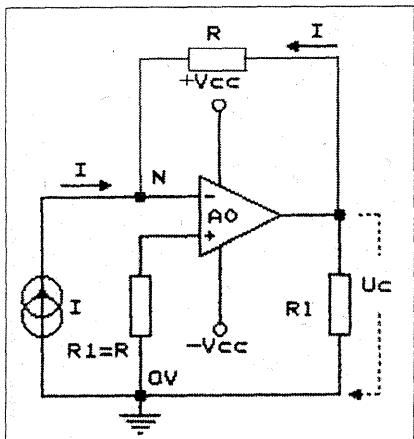 R
I
+Vcc
I
N
-
AO
+
I
R1=R
-Vcc
R1
Uc
0V